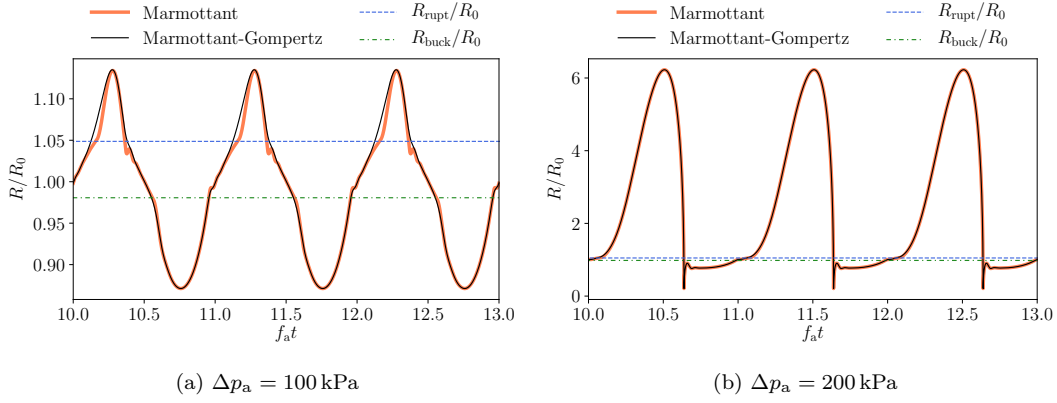 Marmottant
Marmottant-Gompertz
R_rupt/R_0
R_buck/R_0
Marmottant
Marmottant-Gompertz
R_rupt/R_0
R_buck/R_0
R/R_0
1.10
1.05
1.00
0.90
10.0 10.5 11.0 11.5 12.0 12.5 13.0
f_a t
R/R_0
6
4
2
0
10.0 10.5 11.0 11.5 12.0 12.5 13.0
f_a t
(a) Δp_a = 100 kPa
(b) Δp_a = 200 kPa